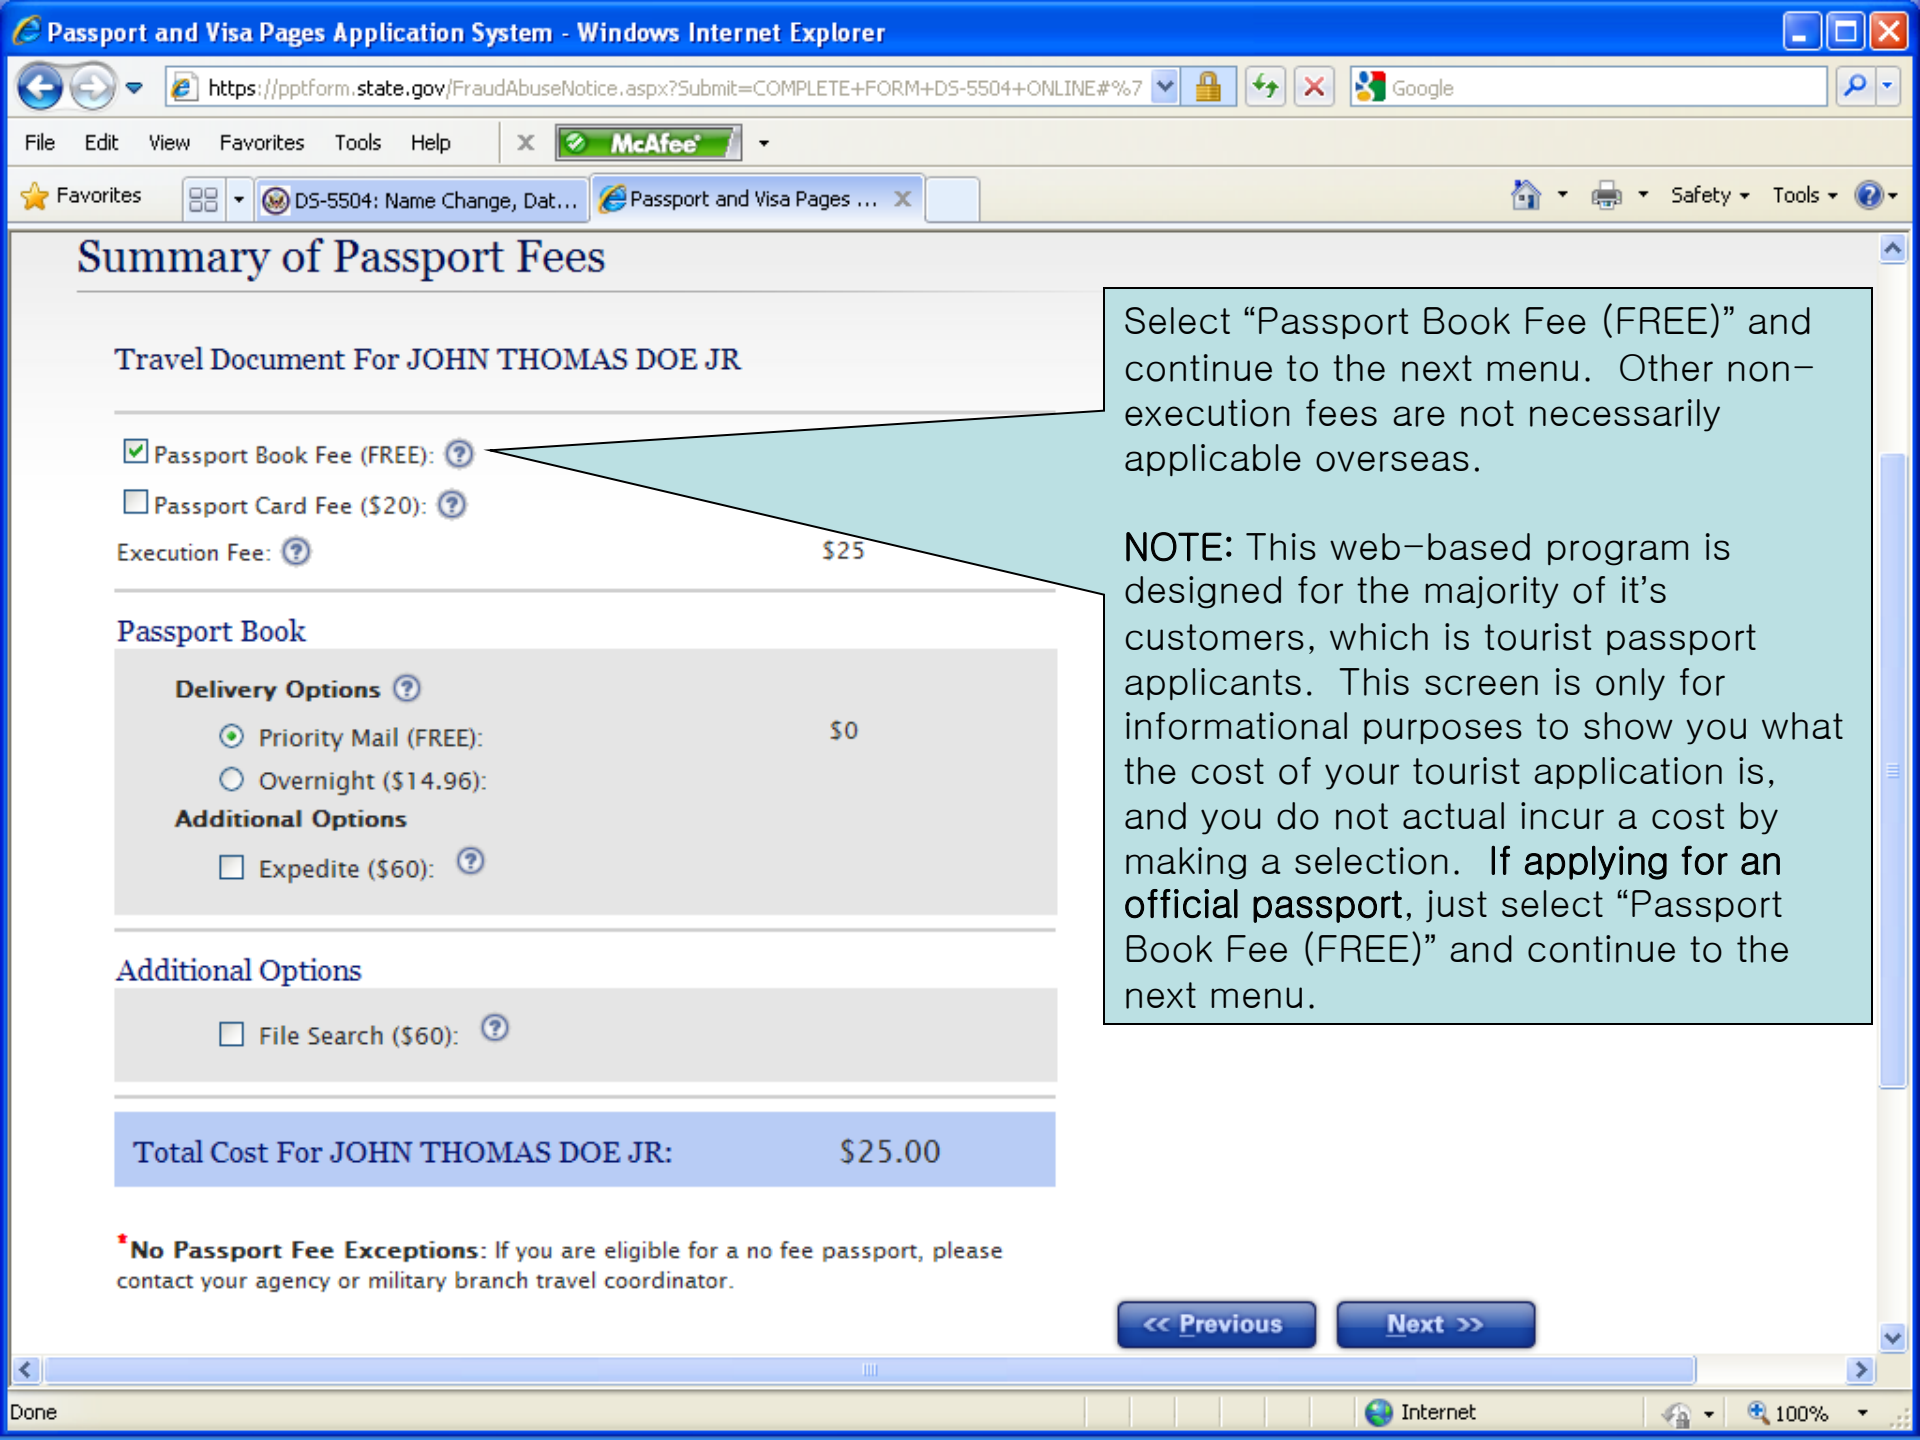 Passport and Visa Pages Application System - Windows Internet Explorer
https://pptform.state.gov/FraudAbuseNotice.aspx?Submit=COMPLETE+FORM+DS-5504+ONLINE#%7
Google
File Edit View Favorites Tools Help
X McAfee
Favorites
DS-5504: Name Change, Dat...
Passport and Visa Pages ... X
Safety Tools
Summary of Passport Fees
Travel Document For JOHN THOMAS DOE JR
Passport Book Fee (FREE): ?
Passport Card Fee ($20): ?
Execution Fee: ? $25
Passport Book
Delivery Options ?
Priority Mail (FREE): $0
Overnight ($14.96):
Additional Options
Expedite ($60): ?
Additional Options
File Search ($60): ?
Total Cost For JOHN THOMAS DOE JR: $25.00
*No Passport Fee Exceptions: If you are eligible for a no fee passport, please
contact your agency or military branch travel coordinator.
Select “Passport Book Fee (FREE)” and
continue to the next menu. Other non-
execution fees are not necessarily
applicable overseas.
NOTE: This web-based program is
designed for the majority of it’s
customers, which is tourist passport
applicants. This screen is only for
informational purposes to show you what
the cost of your tourist application is,
and you do not actual incur a cost by
making a selection. If applying for an
official passport, just select “Passport
Book Fee (FREE)” and continue to the
next menu.
<< Previous
Next >>
Done
Internet
100%